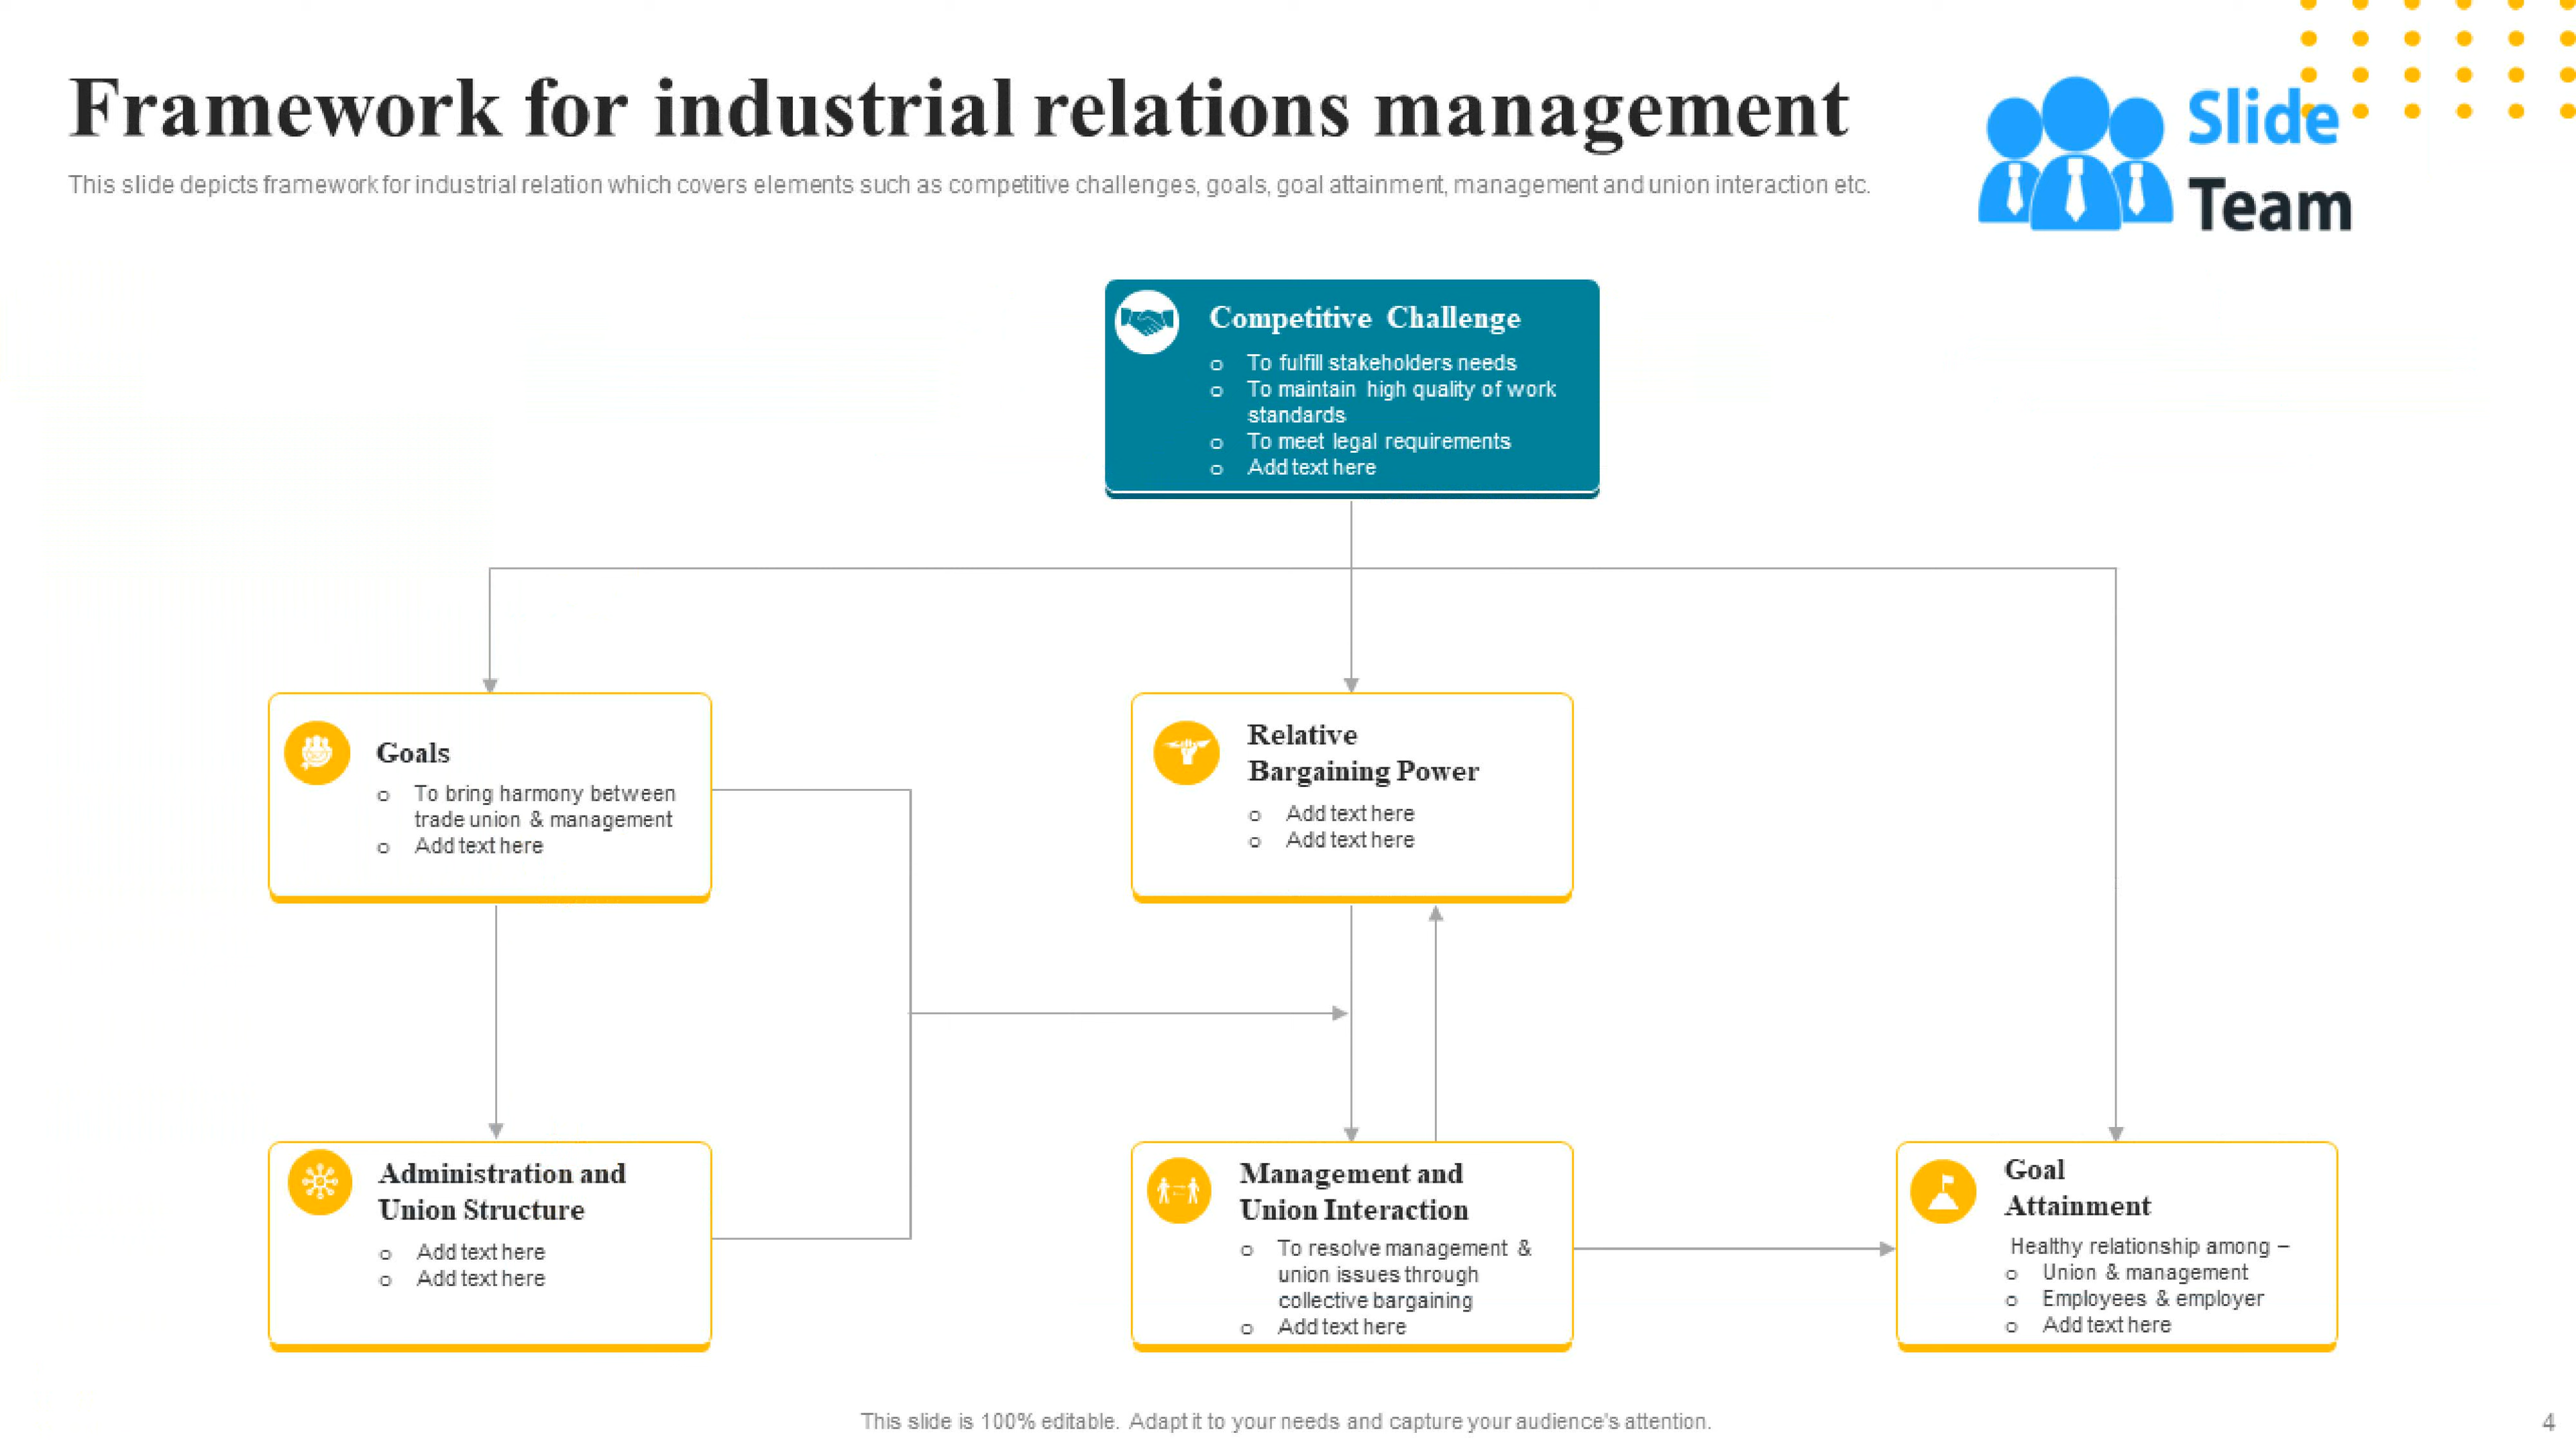 Framework for industrial relations management
This slide depicts framework for industrial relation which covers elements such as competitive challenges, goals, goal attainment, management and union interaction etc.
Slide
Team
Competitive Challenge
o To fulfill stakeholders needs
o To maintain high quality of work
standards
o To meet legal requirements
o Add text here
Goals
o To bring harmony between
trade union & management
o Add text here
Relative
Bargaining Power
o Add text here
o Add text here
Administration and
Union Structure
o Add text here
o Add text here
Management and
Union Interaction
o To resolve management &
union issues through
collective bargaining
o Add text here
Goal
Attainment
Healthy relationship among –
o Union & management
o Employees & employer
o Add text here
This slide is 100% editable. Adapt it to your needs and capture your audience's attention.
4